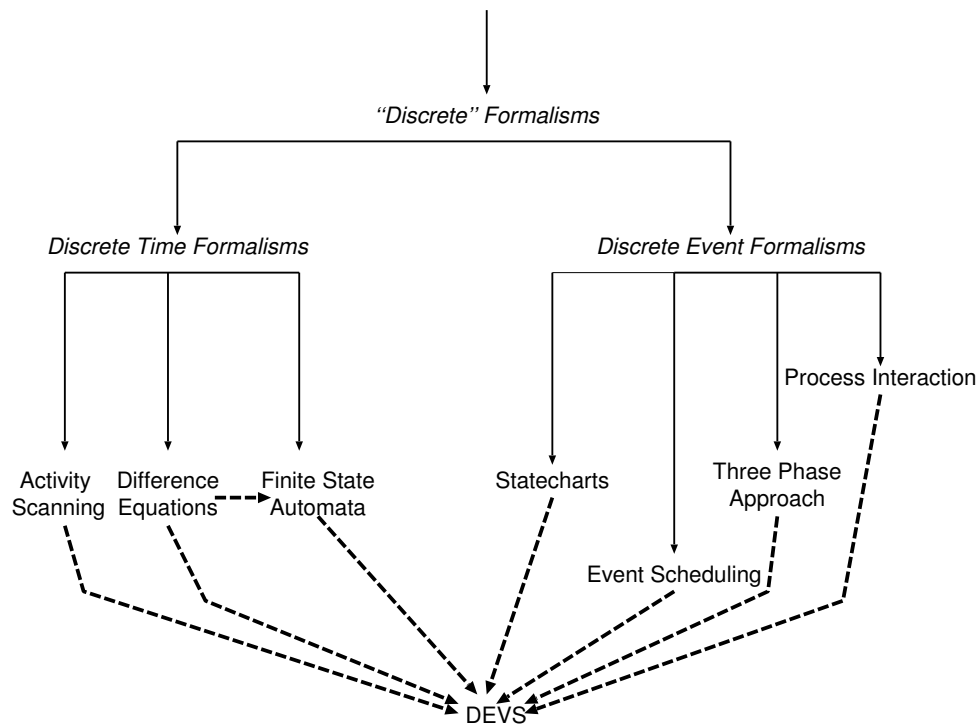 “Discrete” Formalisms
Discrete Time Formalisms
Discrete Event Formalisms
Process Interaction
Activity
Scanning
Difference
Equations
Finite State
Automata
Statecharts
Three Phase
Approach
Event Scheduling
DEVS